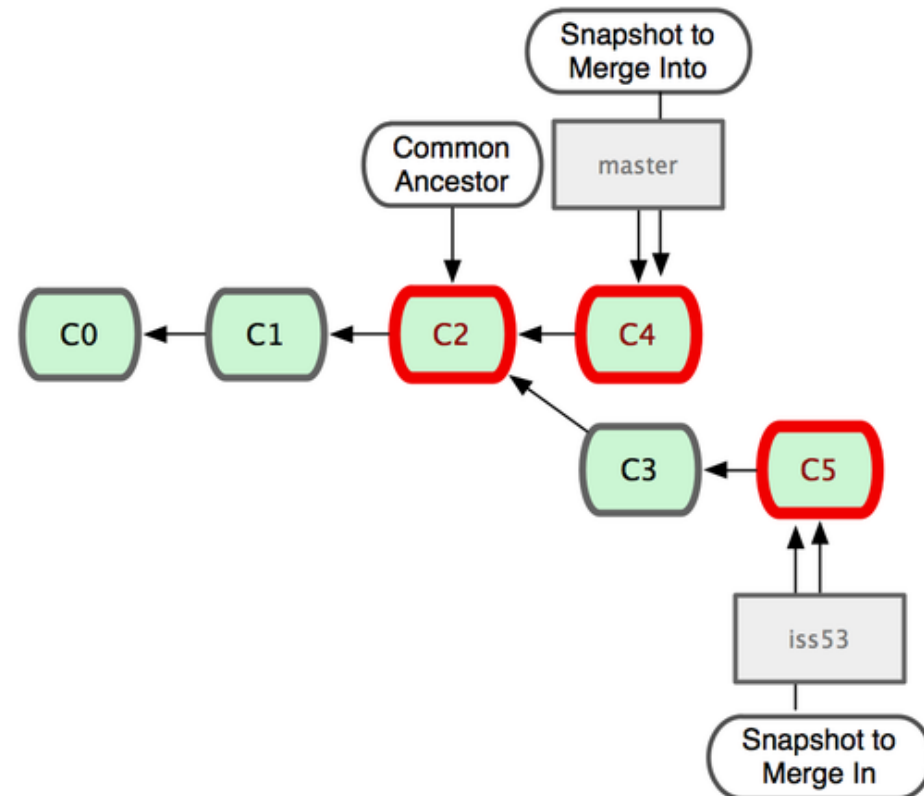 Snapshot to
Merge Into
Common
Ancestor
master
C0
C1
C2
C4
C3
C5
iss53
Snapshot to
Merge In